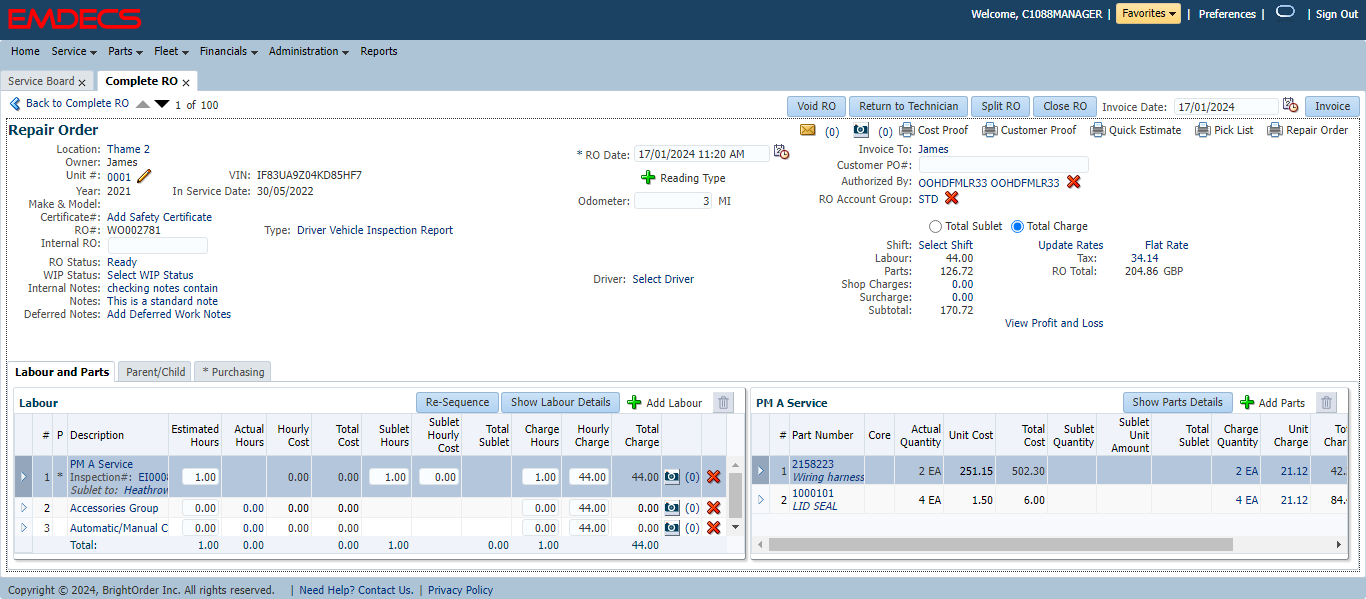 EMDECS
Welcome, C1088MANAGER | Favorites | Preferences | | Sign Out
Home Service Parts Fleet Financials Administration Reports
Service Board x Complete RO x
Back to Complete RO 1 of 100
Void RO Return to Technician Split RO Close RO Invoice Date: 17/01/2024 Invoice
Repair Order
(0) (0) Cost Proof Customer Proof Quick Estimate Pick List Repair Order
Location: Thame 2
Owner: James
Unit #: 0001 VIN: IF83UA9Z04KD85HF7
Year: 2021 In Service Date: 30/05/2022
Make & Model:
Certificate#: Add Safety Certificate
RO#: WO002781 Type: Driver Vehicle Inspection Report
Internal RO:
RO Status: Ready
WIP Status: Select WIP Status
Internal Notes: checking notes contain
Notes: This is a standard note
Deferred Notes: Add Deferred Work Notes
* RO Date: 17/01/2024 11:20 AM
Reading Type
Odometer: 3 MI
Driver: Select Driver
Invoice To: James
Customer PO#:
Authorized By: OOHDFMLR33 OOHDFMLR33
RO Account Group: STD
Total Sublet Total Charge
Shift: Select Shift Update Rates Flat Rate
Labour: 44.00 Tax: 34.14
Parts: 126.72 RO Total: 204.86 GBP
Shop Charges: 0.00
Surcharge: 0.00
Subtotal: 170.72
View Profit and Loss
Labour and Parts Parent/Child * Purchasing
Labour Re-Sequence Show Labour Details Add Labour
# P Description Estimated Hours Actual Hours Hourly Cost Total Cost Sublet Hours Sublet Hourly Cost Total Sublet Charge Hours Hourly Charge Total Charge
PM A Service
1 * Inspection#: EI0008 1.00 0.00 0.00 1.00 0.00 1.00 44.00 44.00 (0)
Sublet to: Heathrow
2 Accessories Group 0.00 0.00 0.00 0.00 0.00 44.00 0.00 (0)
3 Automatic/Manual C 0.00 0.00 0.00 0.00 0.00 44.00 0.00 (0)
Total: 1.00 0.00 0.00 1.00 0.00 1.00 44.00
PM A Service Show Parts Details Add Parts
# Part Number Core Actual Quantity Unit Cost Total Cost Sublet Quantity Sublet Unit Amount Total Sublet Charge Quantity Unit Charge Total Char
1 2158223 2 EA 251.15 502.30 2 EA 21.12 42.
Wiring harness
2 1000101 4 EA 1.50 6.00 4 EA 21.12 84.
LID SEAL
Copyright © 2024, BrightOrder Inc. All rights reserved. | Need Help? Contact Us. | Privacy Policy